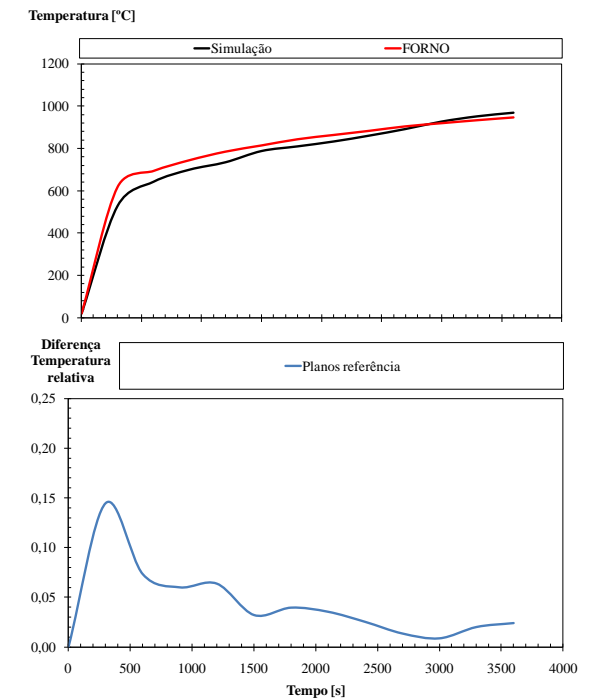 Temperatura [ºC]
Simulação FORNO
1200
1000
800
600
400
200
0
Diferença
Temperatura
relativa
Planos referência
0,25
0,20
0,15
0,10
0,05
0,00
0 500 1000 1500 2000 2500 3000 3500 4000
Tempo [s]